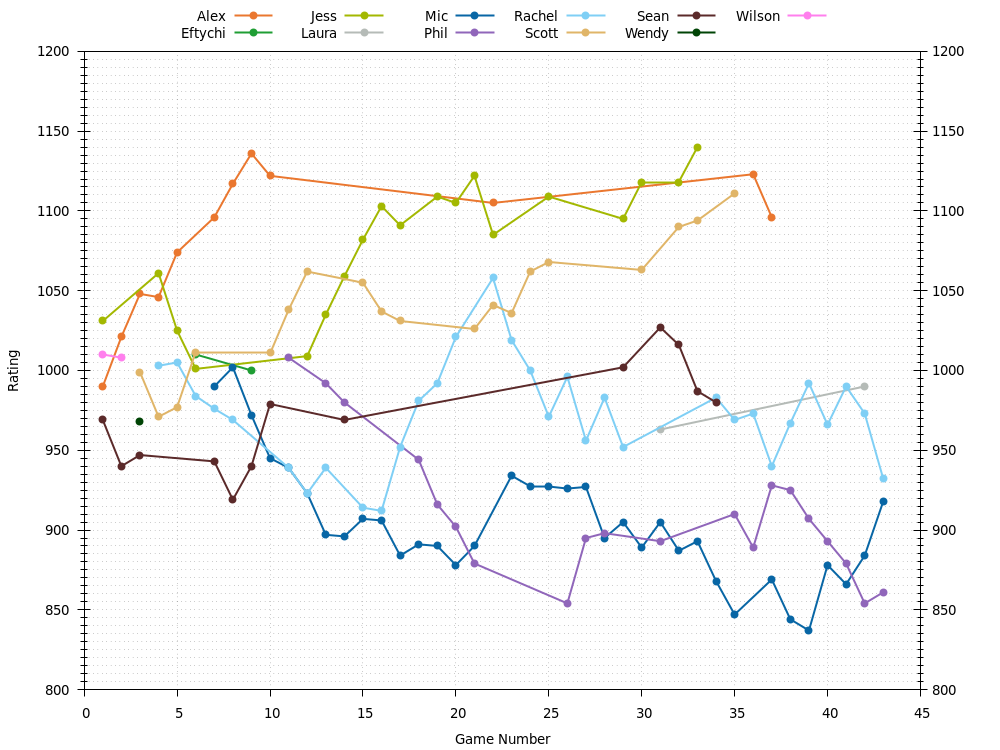 Alex Jess Mic Rachel Sean Wilson
Eftychi Laura Phil Scott Wendy
1200 1200
1150 1150
1100 1100
1050 1050
1000 1000
950 950
900 900
850 850
800 800
Rating
0 5 10 15 20 25 30 35 40 45
Game Number